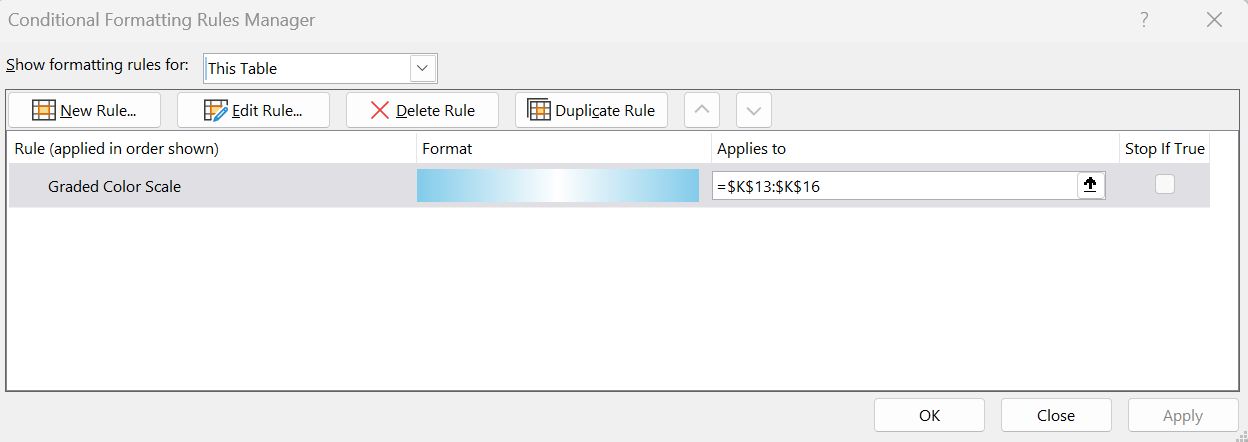 Conditional Formatting Rules Manager ?
Show formatting rules for: This Table
New Rule... Edit Rule... Delete Rule Duplicate Rule
Rule (applied in order shown) Format Applies to Stop If True
Graded Color Scale =$K$13:$K$16
OK Close Apply